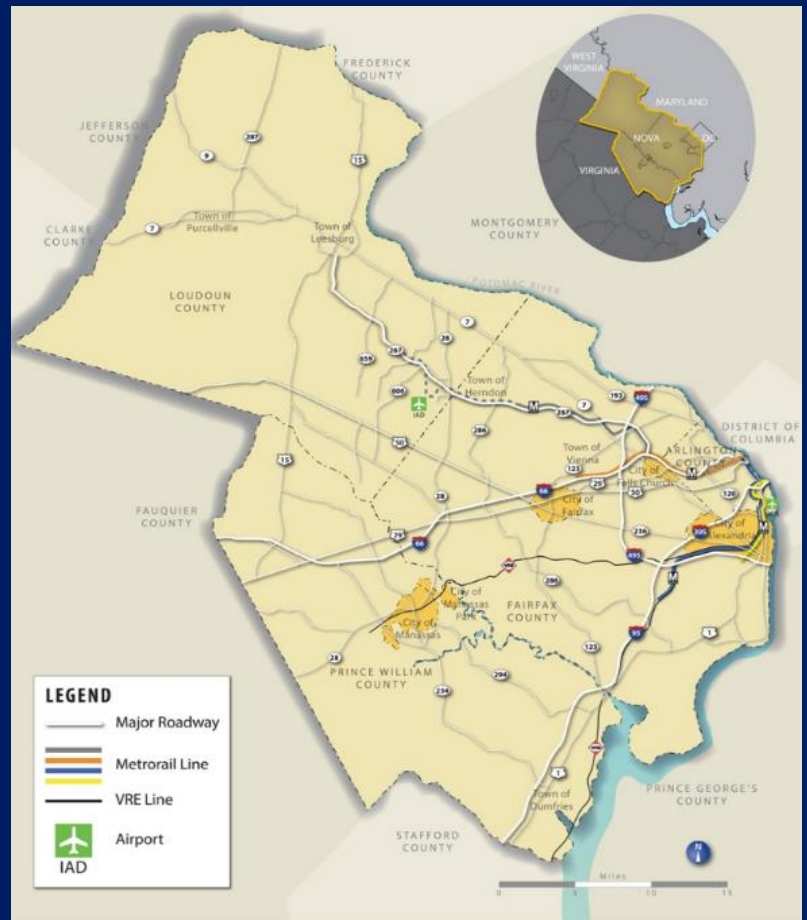 WEST
VIRGINIA
MARYLAND
NOVA
DC
VIRGINIA
FREDERICK
COUNTY
JEFFERSON
COUNTY
287
9
15
CLARKE
COUNTY
7
Town of
Purcellville
Town of
Leesburg
MONTGOMERY
COUNTY
POTOMAC RIVER
LOUDOUN
COUNTY
7
28
267
659
606
Town of
Herndon
IAD
193
495
M
267
7
DISTRICT OF
COLUMBIA
286
50
15
Town of
Vienna
123
ARLINGTON
COUNTY
M
City of
Falls Church
29
50
66
City of
Fairfax
120
28
FAUQUIER
COUNTY
29
66
236
395
City of
Alexandria
M
495
VRE
M
286
City of
Manassas
Park
City of
Manassas
FAIRFAX
COUNTY
95
1
123
28
PRINCE WILLIAM
COUNTY
234
294
VRE
1
Town of
Dumfries
PRINCE GEORGE'S
COUNTY
STAFFORD
COUNTY
LEGEND
Major Roadway
Metrorail Line
VRE Line
Airport
IAD
N
Miles
0 5 10 15